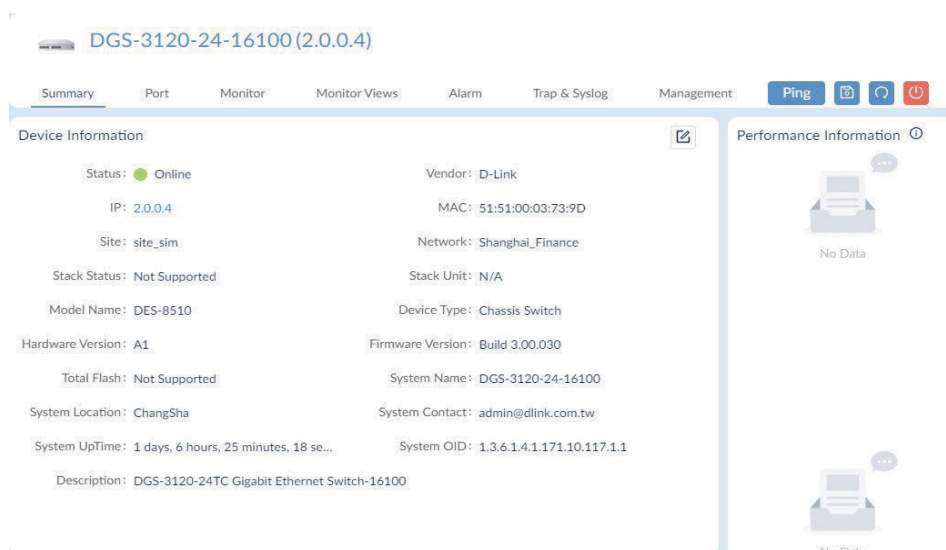 DGS-3120-24-16100 (2.0.0.4)
Summary Port Monitor Monitor Views Alarm Trap & Syslog Management Ping
Device Information
Status: Online Vendor: D-Link
IP: 2.0.0.4 MAC: 51:51:00:03:73:9D
Site: site_sim Network: Shanghai_Finance
Stack Status: Not Supported Stack Unit: N/A
Model Name: DES-8510 Device Type: Chassis Switch
Hardware Version: A1 Firmware Version: Build 3.00.030
Total Flash: Not Supported System Name: DGS-3120-24-16100
System Location: ChangSha System Contact: admin@dlink.com.tw
System UpTime: 1 days, 6 hours, 25 minutes, 18 se... System OID: 1.3.6.1.4.1.171.10.117.1.1
Description: DGS-3120-24TC Gigabit Ethernet Switch-16100
Performance Information
No Data
No Data